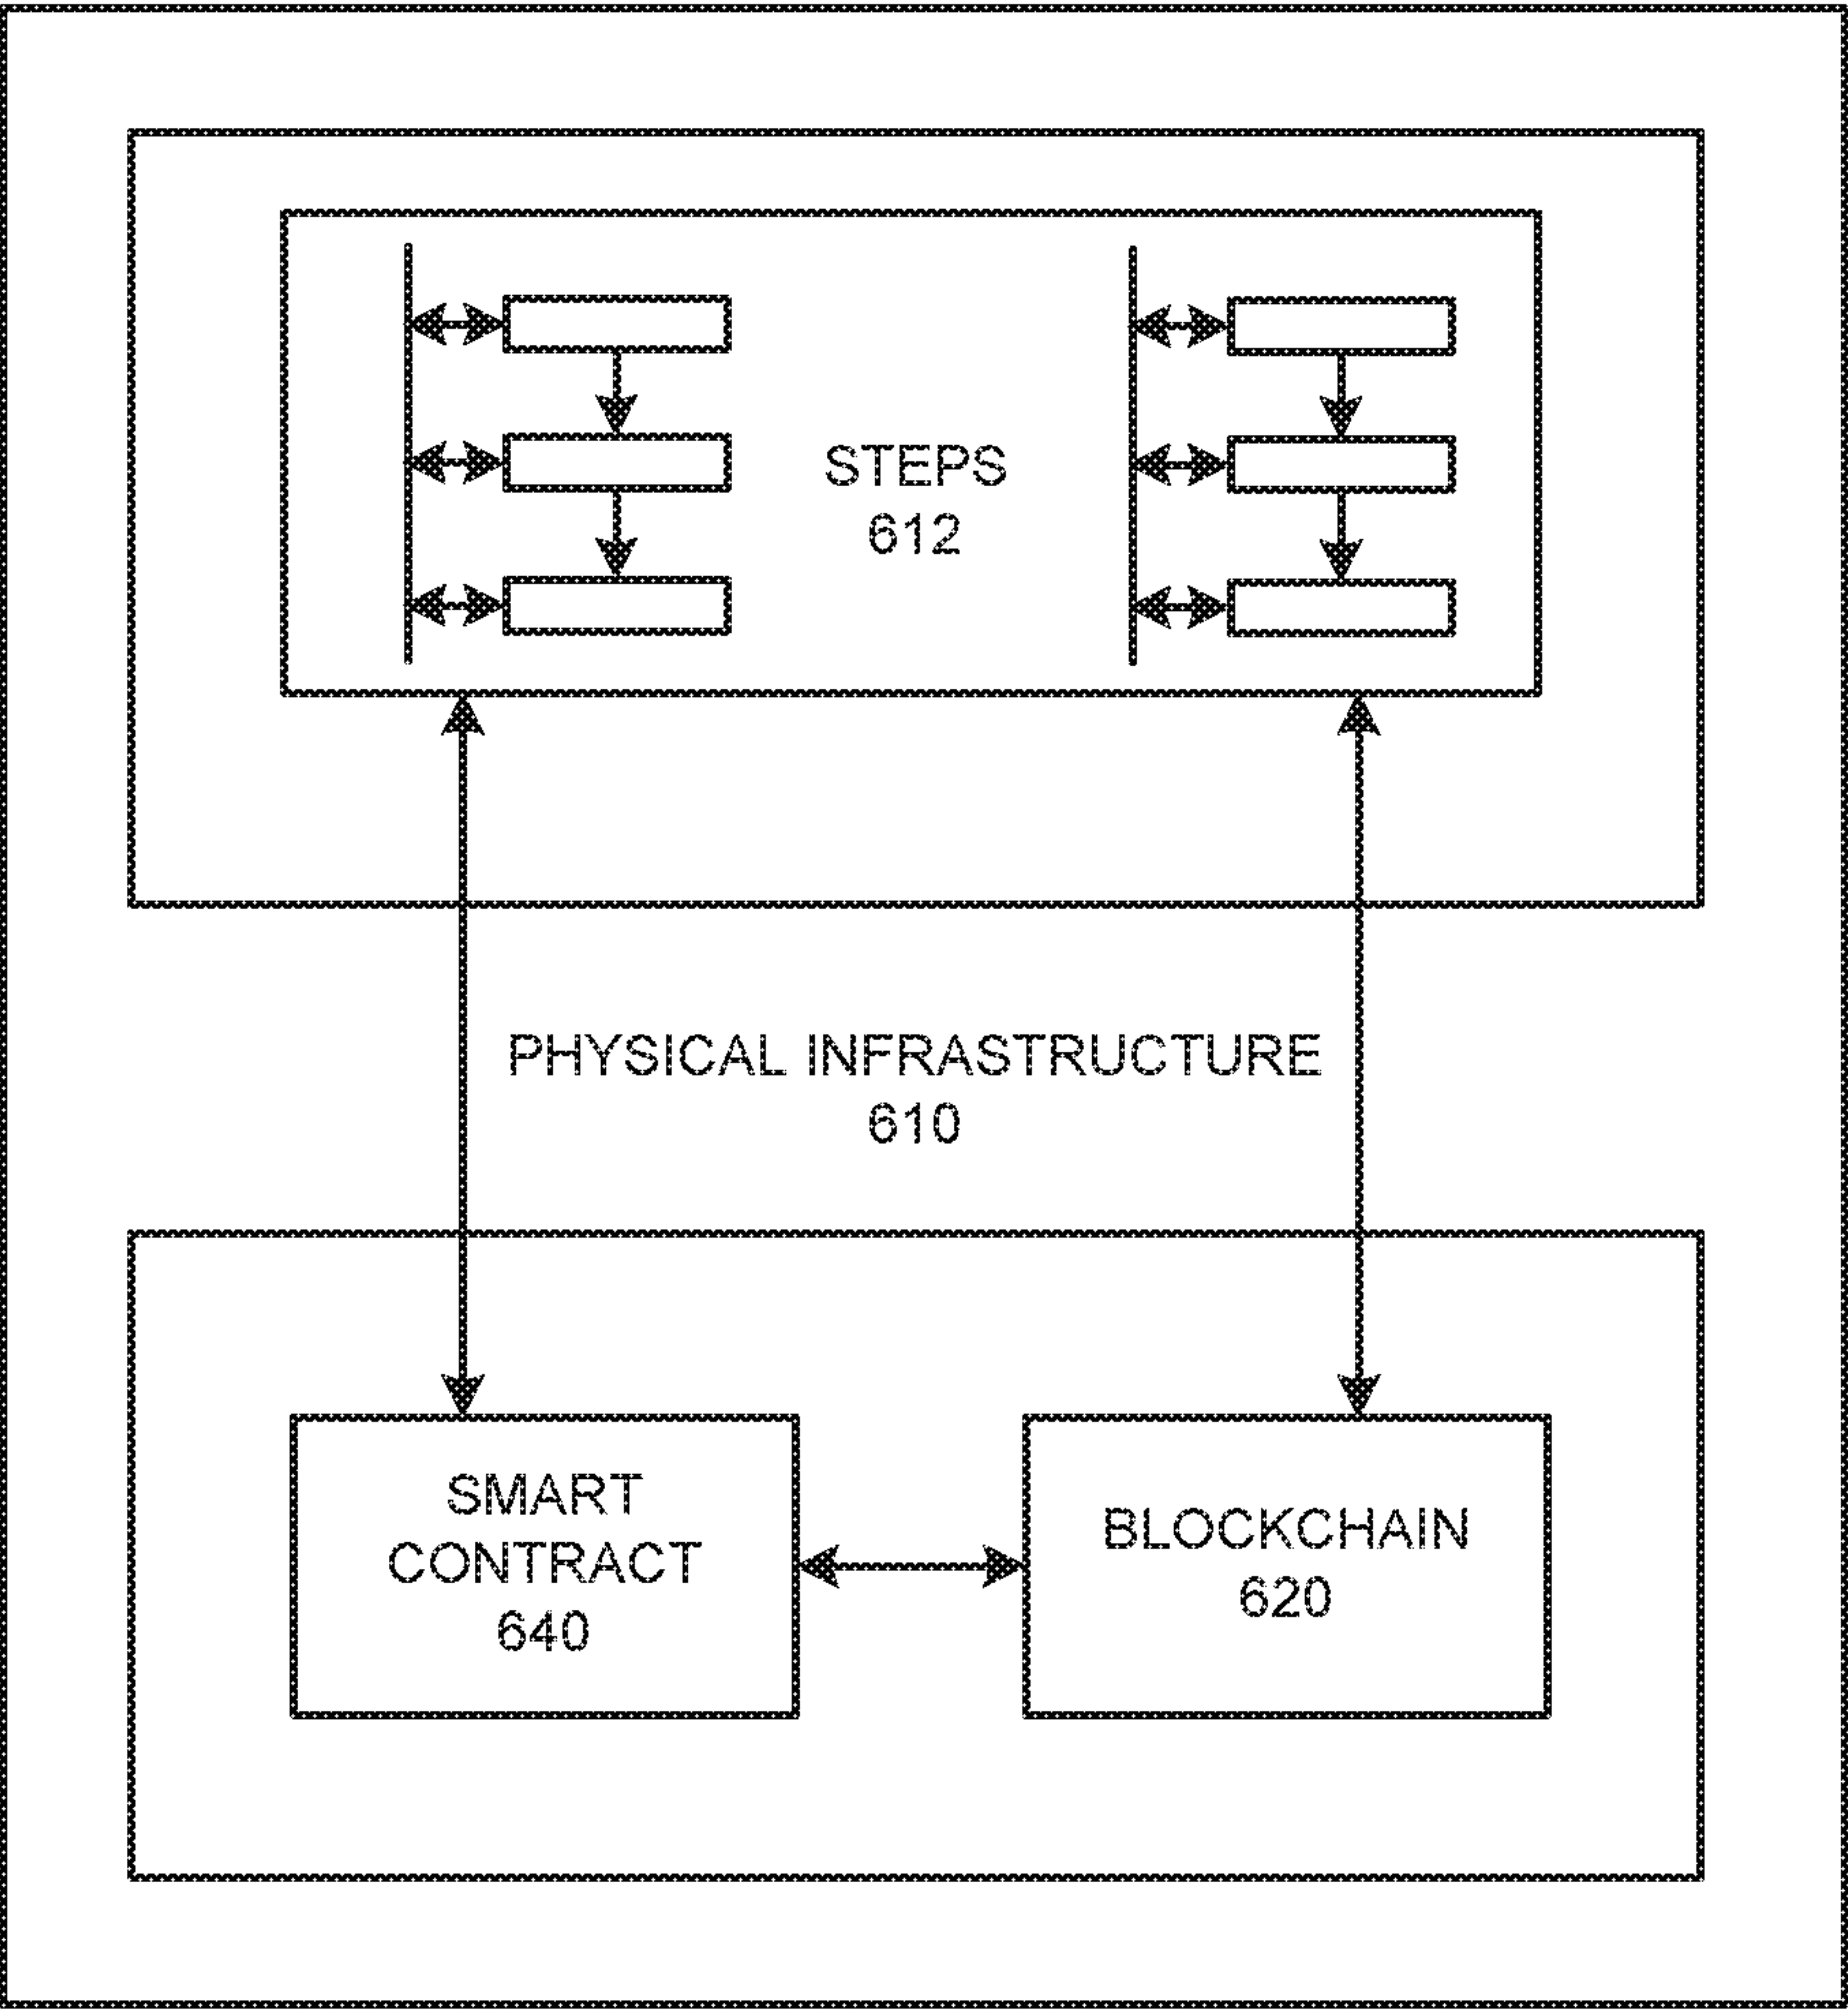 STEPS
612
PHYSICAL INFRASTRUCTURE
610
SMART
CONTRACT
640
BLOCKCHAIN
620